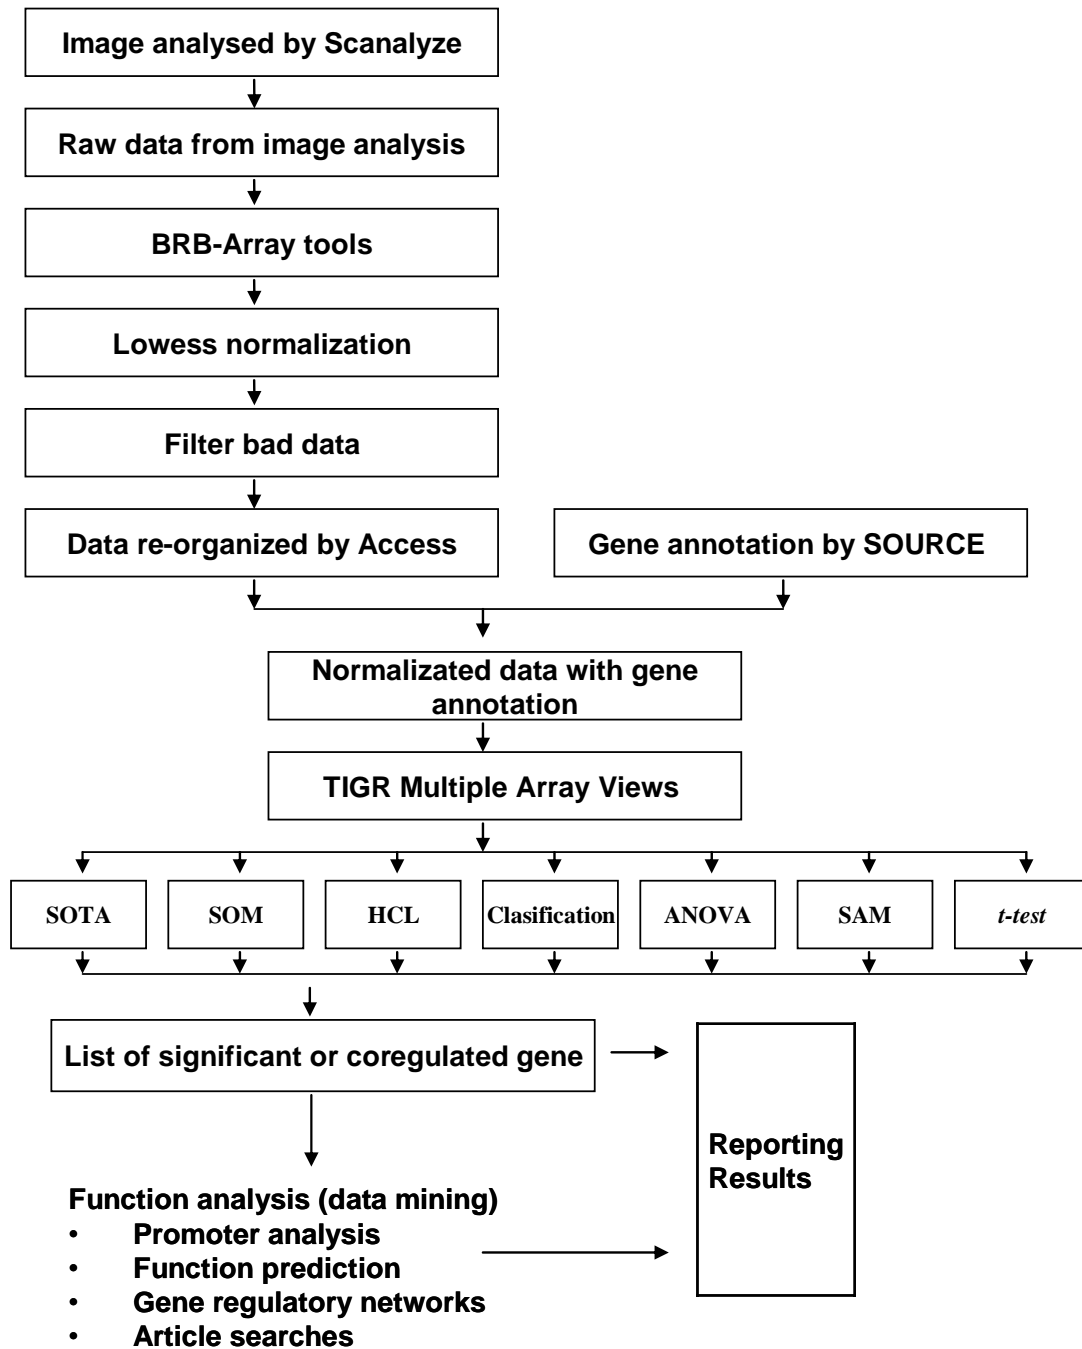 Image analysed by Scanalyze
Raw data from image analysis
BRB-Array tools
Lowess normalization
Filter bad data
Data re-organized by Access
Gene annotation by SOURCE
Normalizated data with gene
annotation
TIGR Multiple Array Views
SOTA
SOM
HCL
Clasification
ANOVA
SAM
t-test
List of significant or coregulated gene
Reporting
Results
Function analysis (data mining)
• Promoter analysis
• Function prediction
• Gene regulatory networks
• Article searches